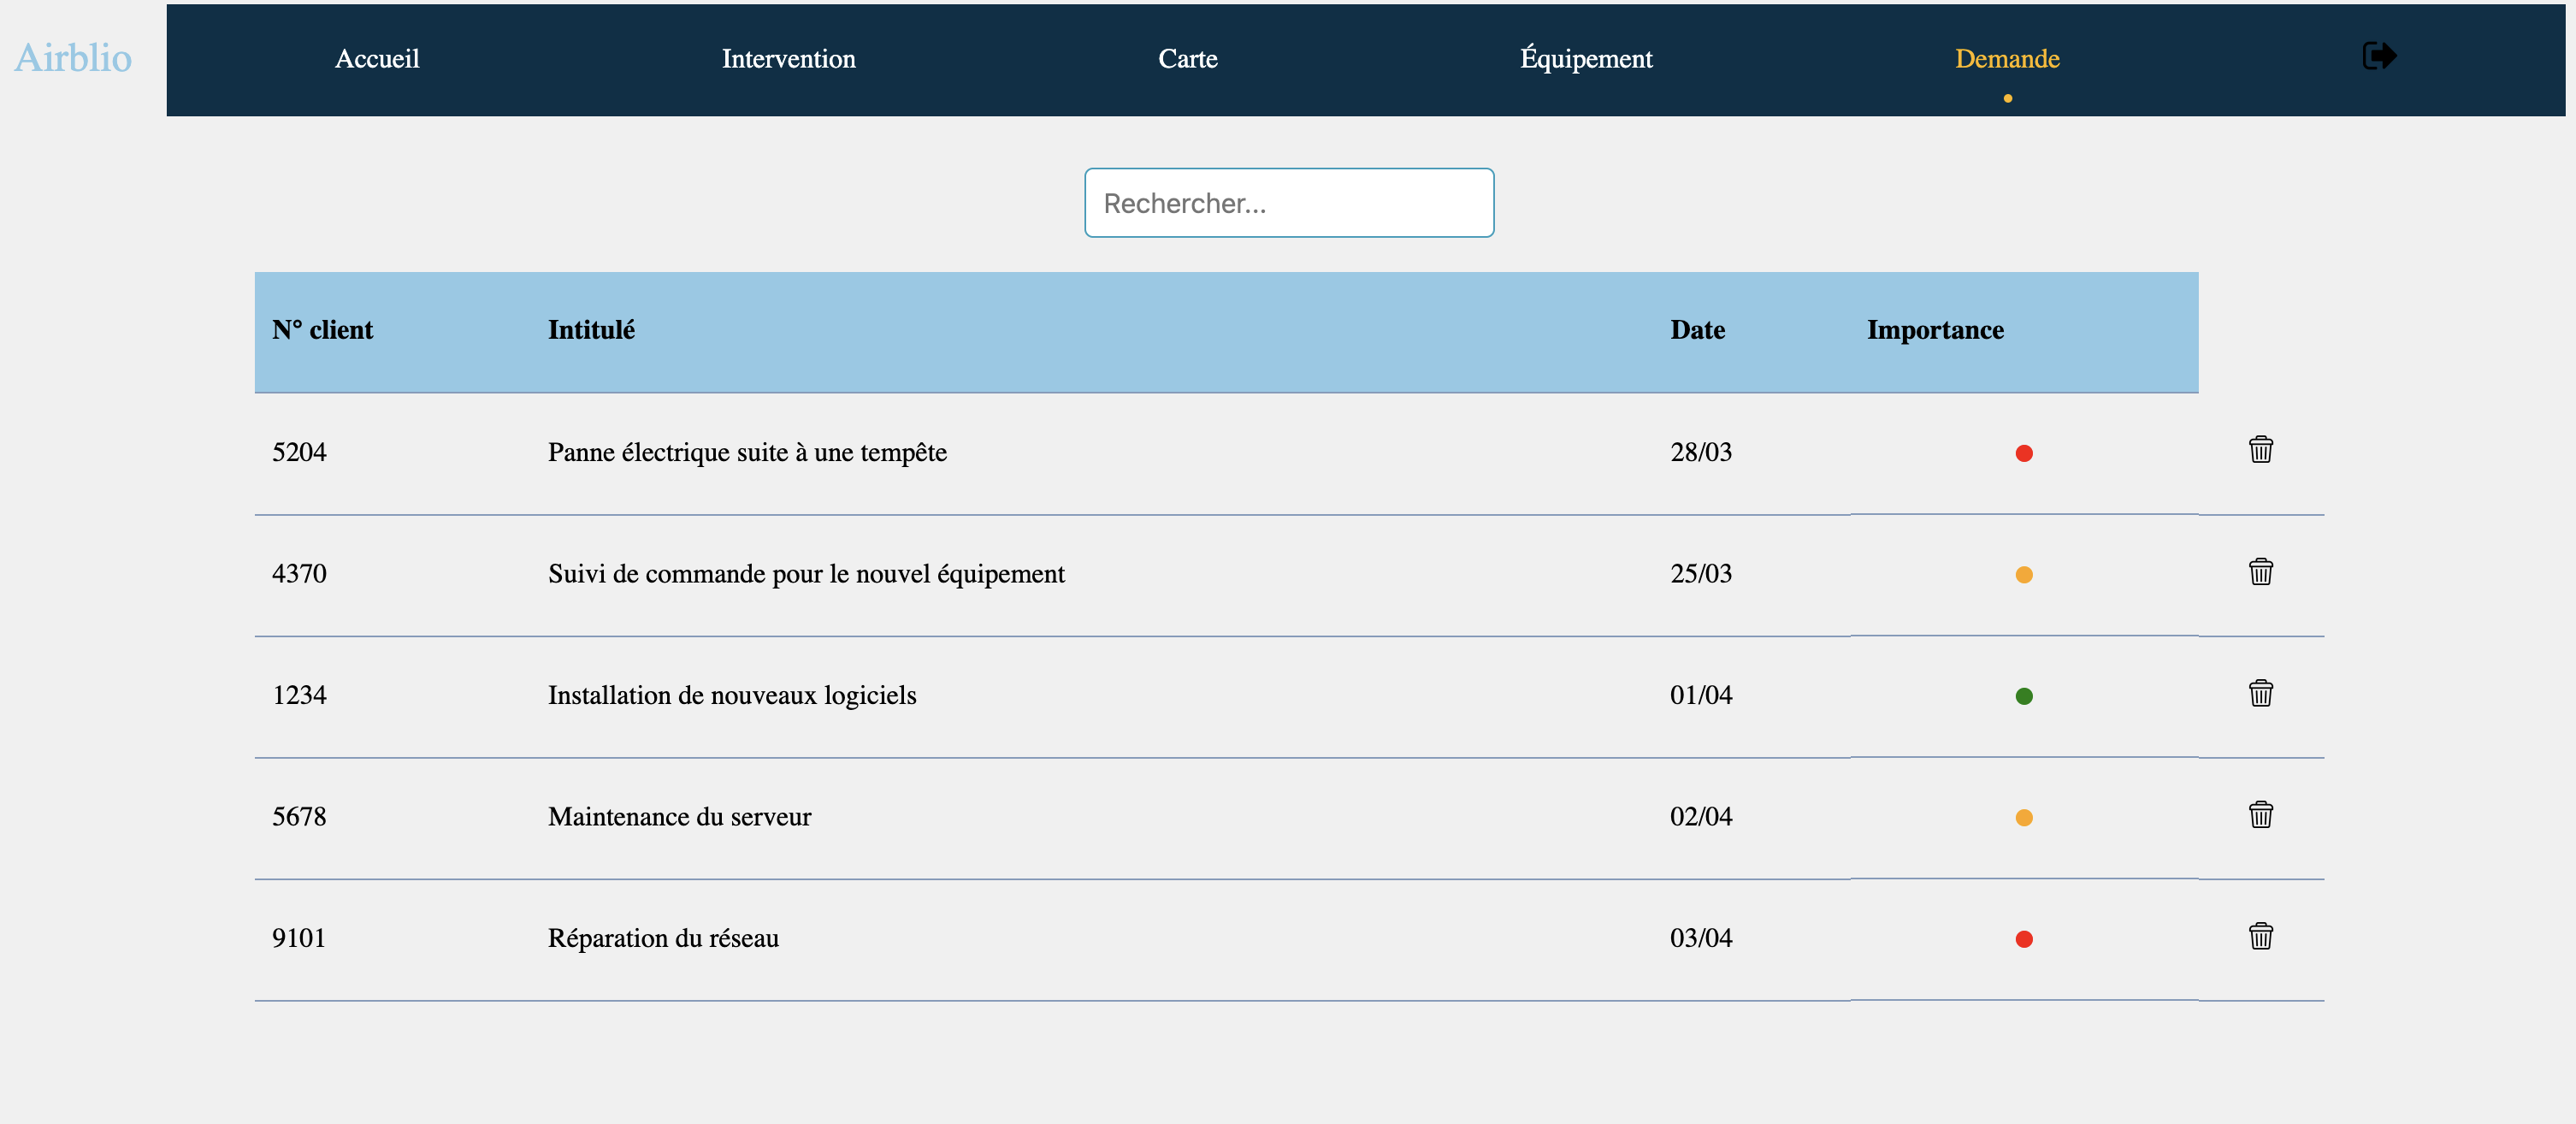 Airblio Accueil Intervention Carte Équipement Demande
Rechercher...
N° client Intitulé Date Importance
5204 Panne électrique suite à une tempête 28/03
4370 Suivi de commande pour le nouvel équipement 25/03
1234 Installation de nouveaux logiciels 01/04
5678 Maintenance du serveur 02/04
9101 Réparation du réseau 03/04